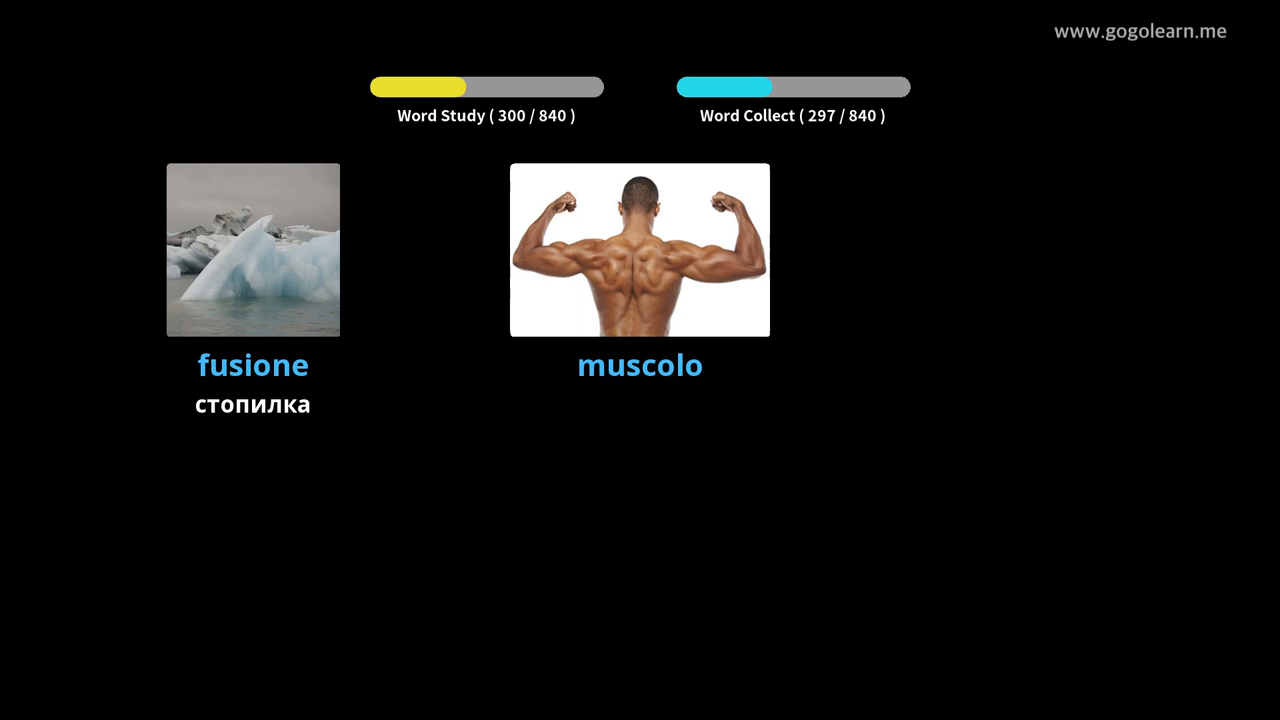 www.gogolearn.me
Word Study ( 300 / 840 )
Word Collect ( 297 / 840 )
fusione
стопилка
muscolo